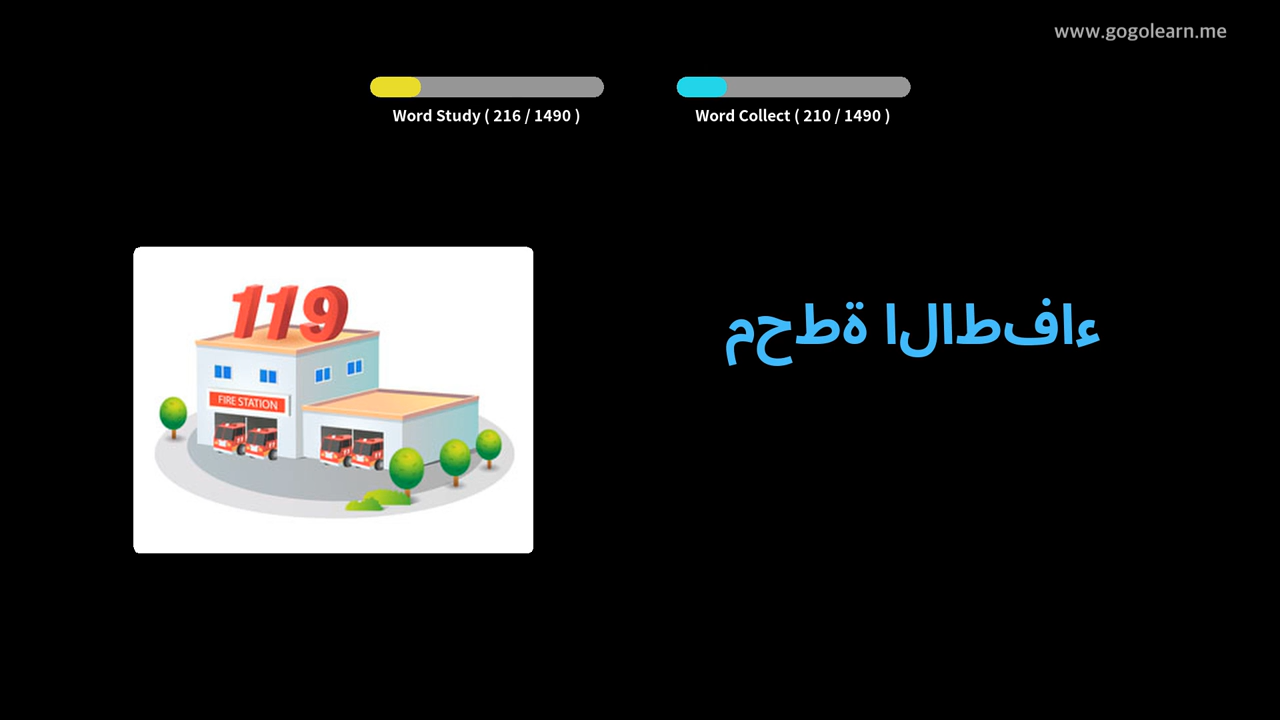 www.gogolearn.me
Word Study ( 216 / 1490 )
Word Collect ( 210 / 1490 )
119
FIRE STATION
محطة الاطفاء